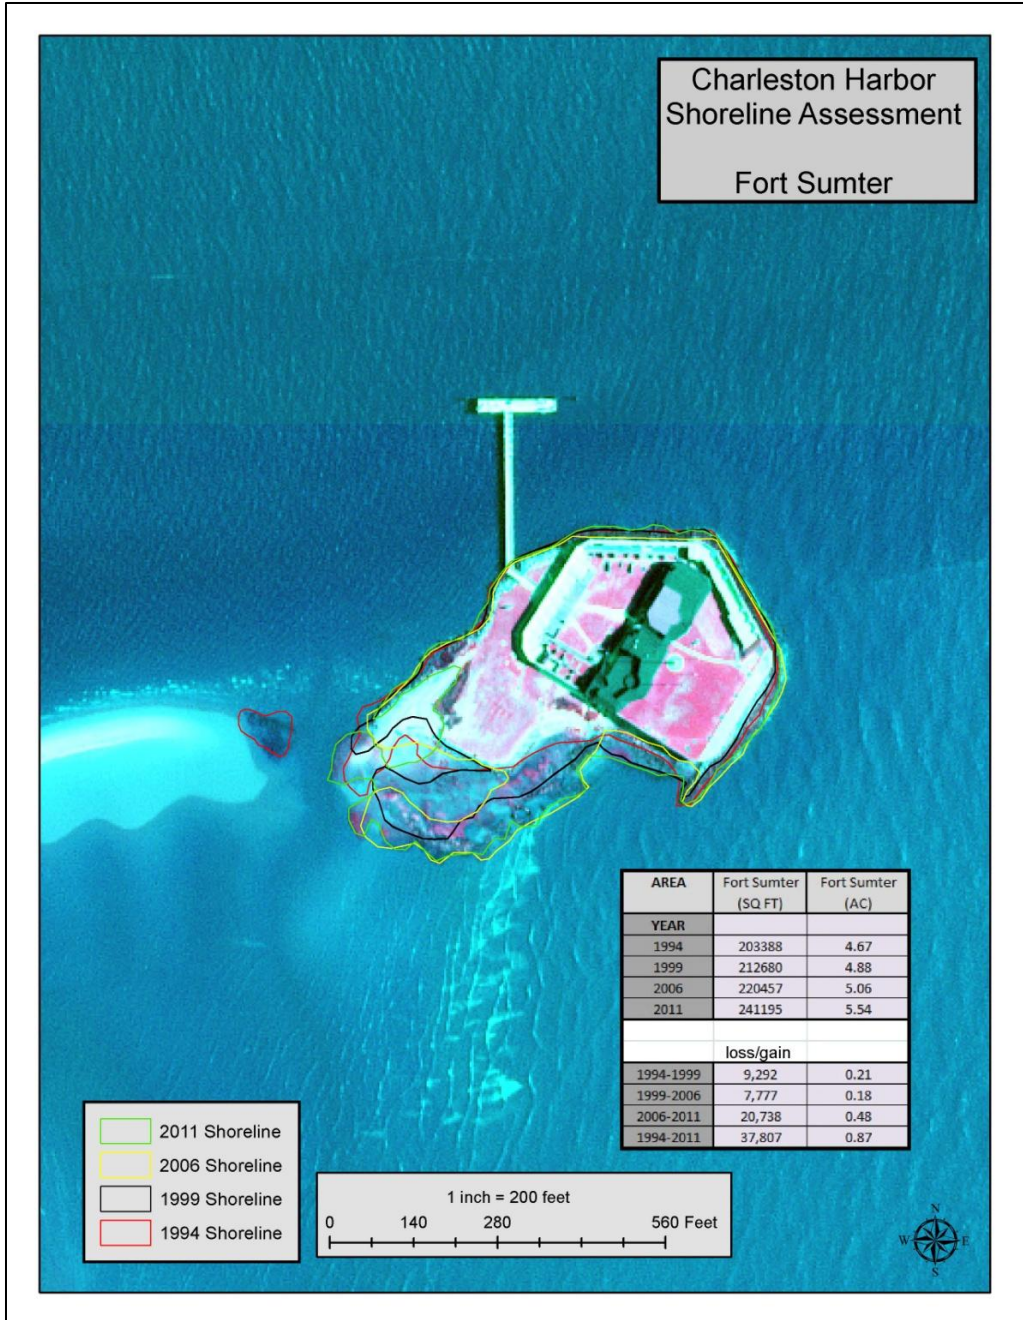 Charleston Harbor
Shoreline Assessment
Fort Sumter
AREA Fort Sumter (SQ FT) Fort Sumter (AC)
YEAR
1994 203388 4.67
1999 212680 4.88
2006 220457 5.06
2011 241195 5.54
loss/gain
1994-1999 9,292 0.21
1999-2006 7,777 0.18
2006-2011 20,738 0.48
1994-2011 37,807 0.87
2011 Shoreline
2006 Shoreline
1999 Shoreline
1994 Shoreline
1 inch = 200 feet
0 140 280 560 Feet
N
W E
S